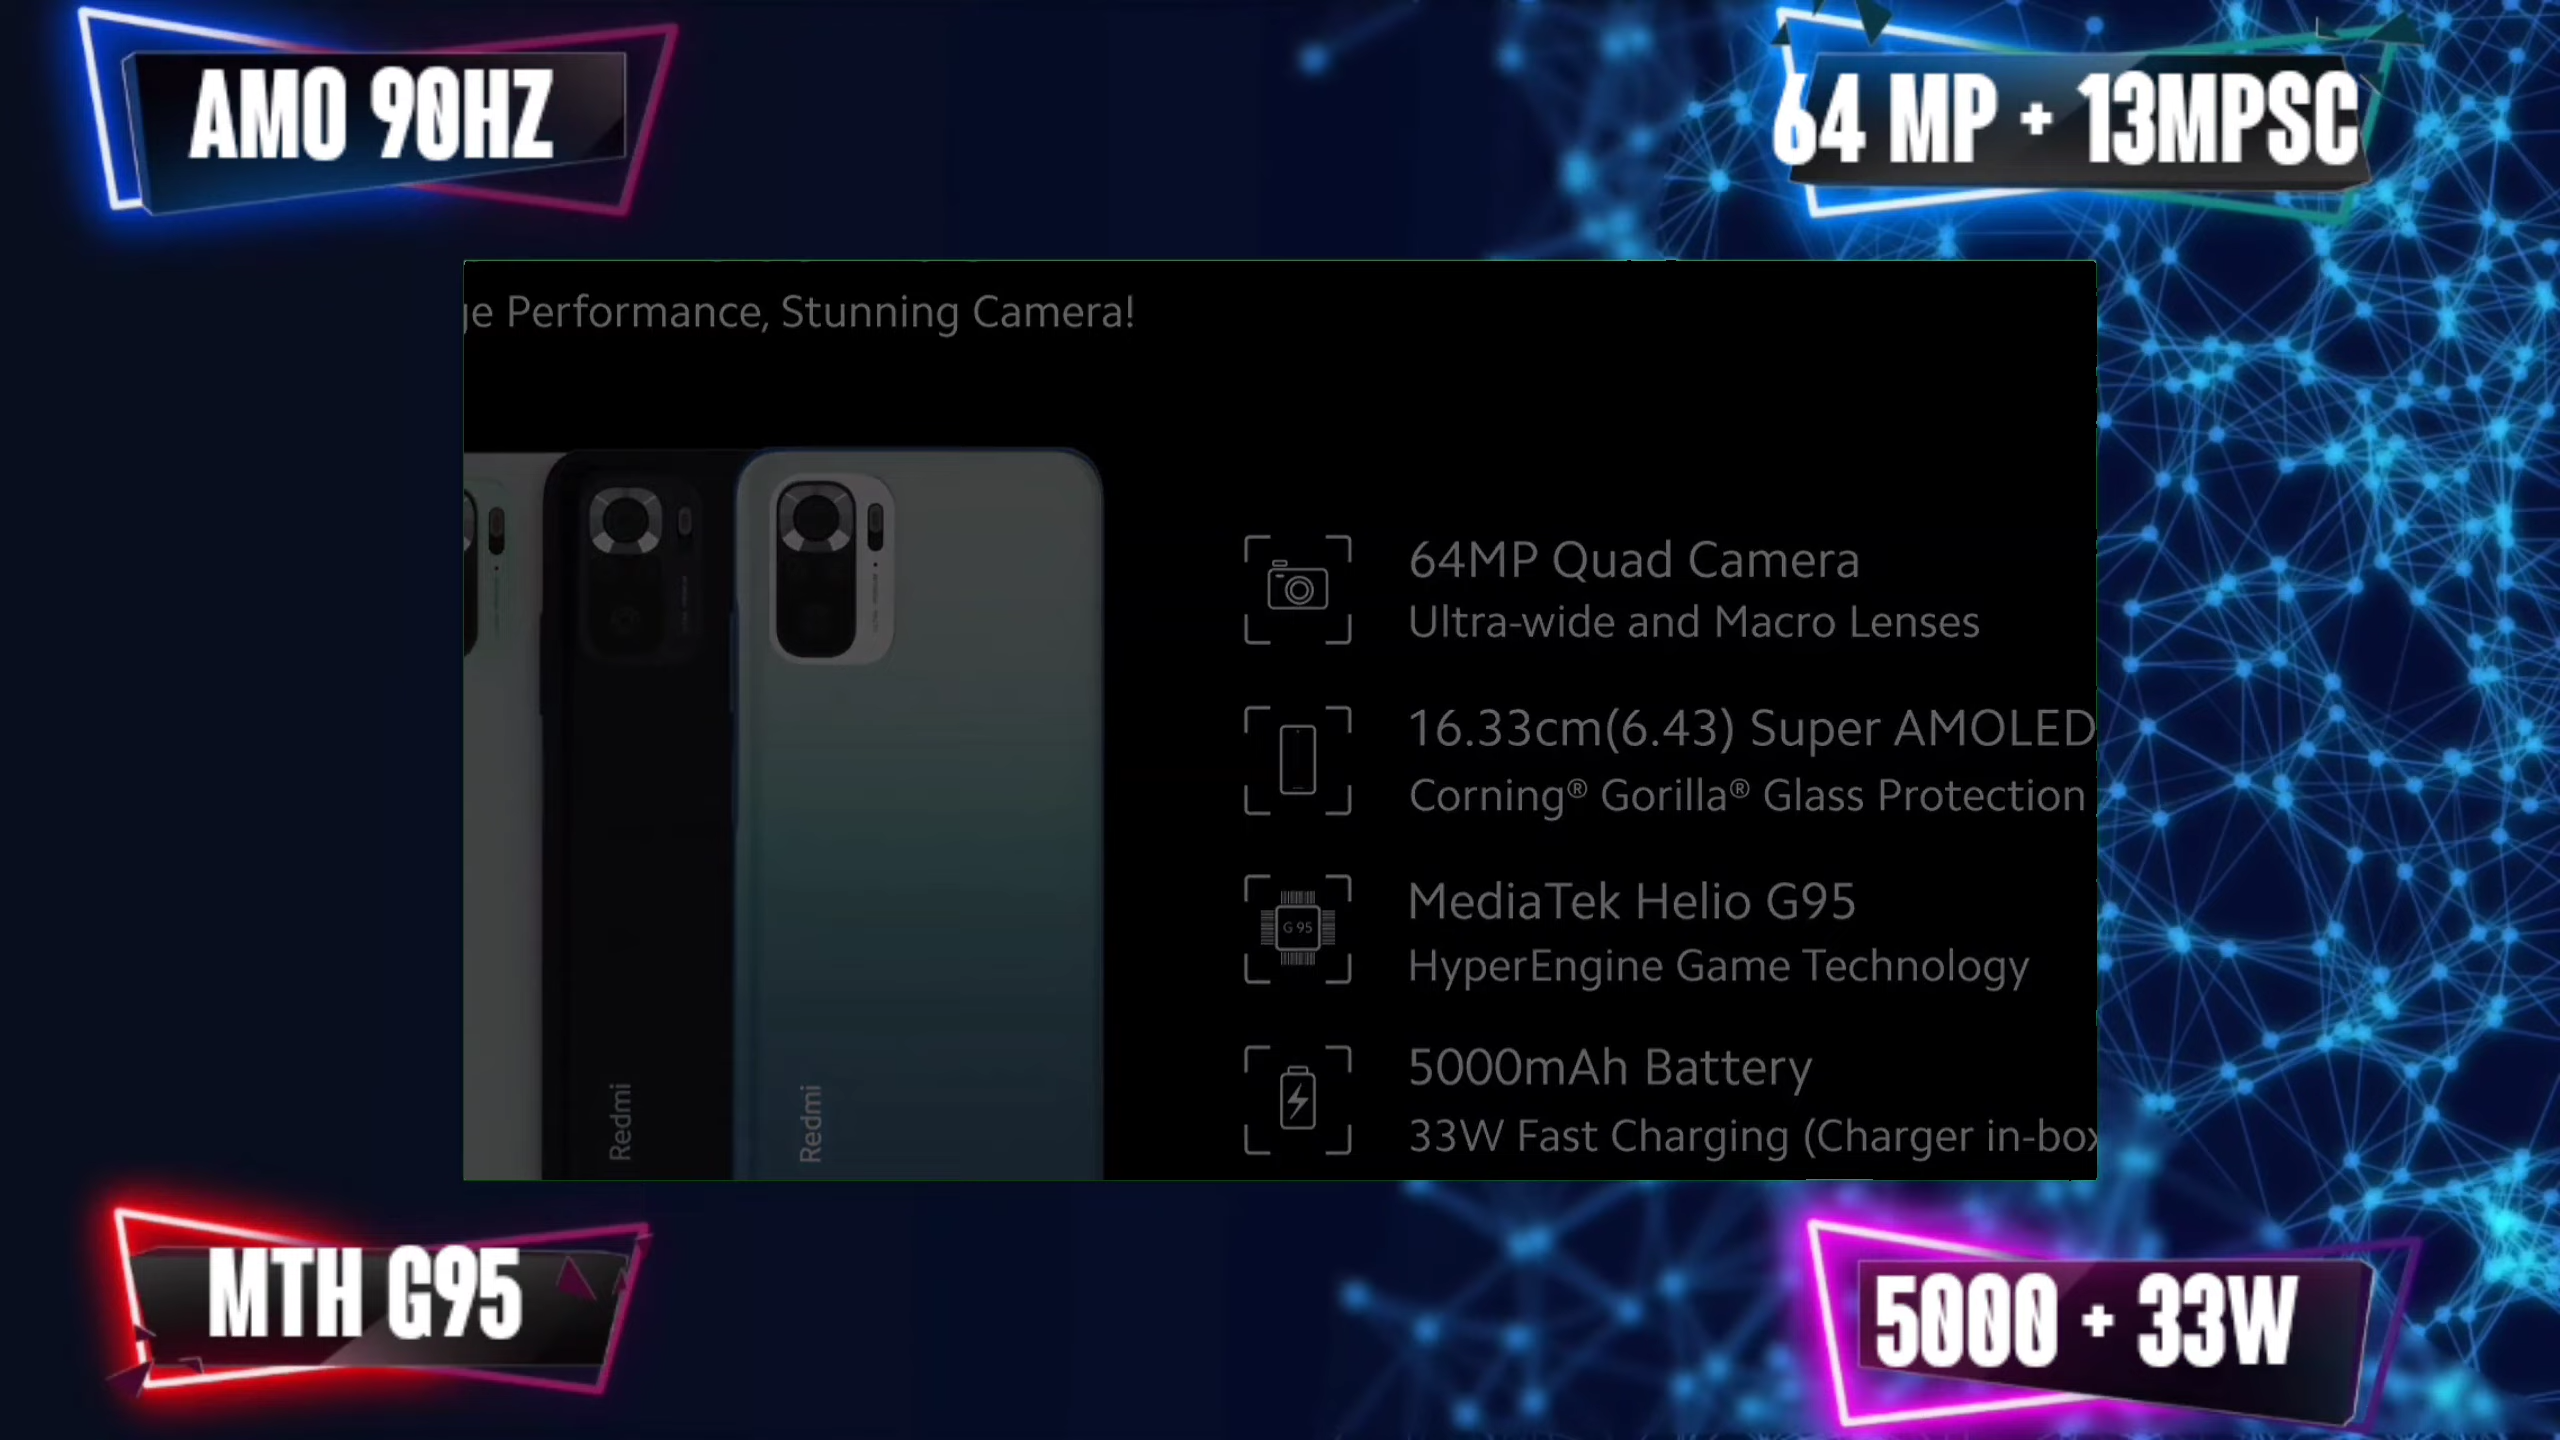 AMO 90HZ
64 MP + 13MPSC
Performance, Stunning Camera!
64MP Quad Camera
Ultra-wide and Macro Lenses
16.33cm(6.43) Super AMOLED
Corning® Gorilla® Glass Protection
G 95
MediaTek Helio G95
HyperEngine Game Technology
5000mAh Battery
33W Fast Charging (Charger in-box
Redmi
Redmi
MTH G95
5000 + 33W